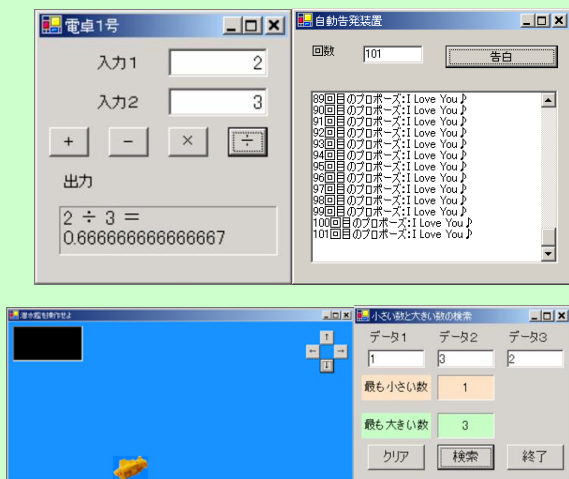 電卓1号
入力1
2
入力2
3
+ - × ÷
出力
2 ÷ 3 =
0.666666666666667
自動告発装置
回数
101
告白
89回目のプロポーズ:I Love You♪
90回目のプロポーズ:I Love You♪
91回目のプロポーズ:I Love You♪
92回目のプロポーズ:I Love You♪
93回目のプロポーズ:I Love You♪
94回目のプロポーズ:I Love You♪
95回目のプロポーズ:I Love You♪
96回目のプロポーズ:I Love You♪
97回目のプロポーズ:I Love You♪
98回目のプロポーズ:I Love You♪
99回目のプロポーズ:I Love You♪
100回目のプロポーズ:I Love You♪
101回目のプロポーズ:I Love You♪
潜水艦を操作せよ
↑
← →
↓
小さい数と大きい数の検索
データ1 データ2 データ3
1 3 2
最も小さい数 1
最も大きい数 3
クリア 検索 終了